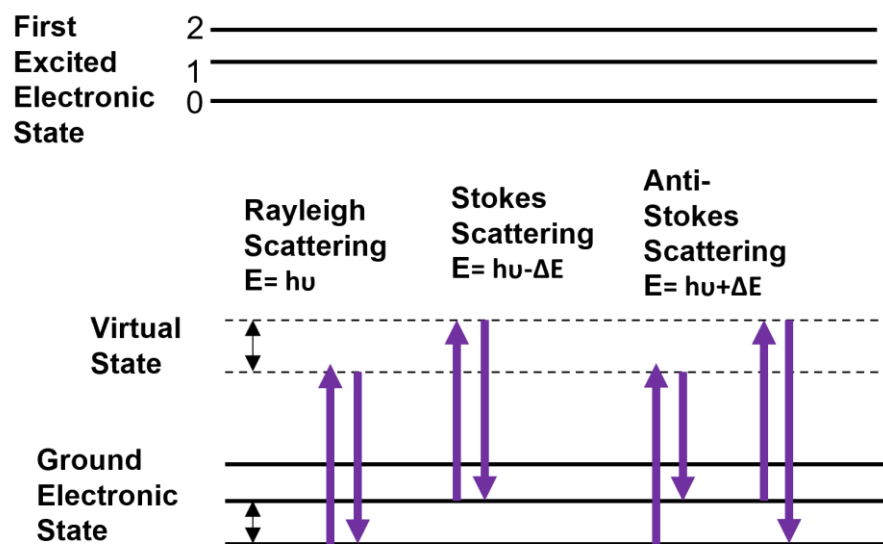 First
Excited
Electronic
State
2
1
0
Rayleigh
Scattering
E= hυ
Stokes
Scattering
E= hυ-ΔE
Anti-
Stokes
Scattering
E= hυ+ΔE
Virtual
State
Ground
Electronic
State